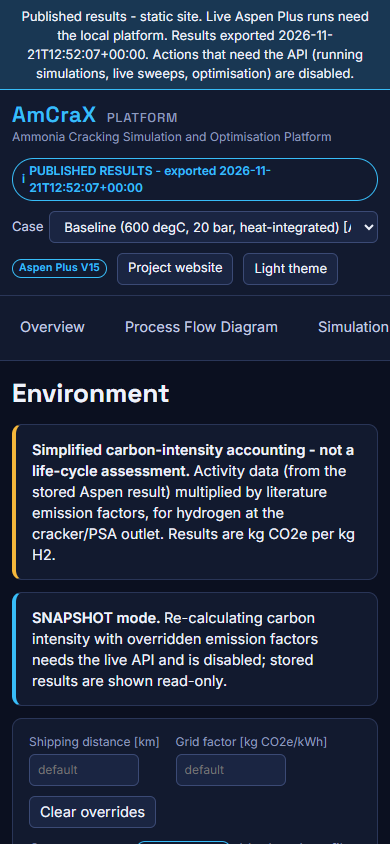 Published results - static site. Live Aspen Plus runs need
the local platform. Results exported 2026-11-
21T12:52:07+00:00. Actions that need the API (running
simulations, live sweeps, optimisation) are disabled.
AmCraX PLATFORM
Ammonia Cracking Simulation and Optimisation Platform
i PUBLISHED RESULTS - exported 2026-11-
21T12:52:07+00:00
Case Baseline (600 degC, 20 bar, heat-integrated) [
Aspen Plus V15 Project website Light theme
Overview Process Flow Diagram Simulation
Environment
Simplified carbon-intensity accounting - not a
life-cycle assessment. Activity data (from the
stored Aspen result) multiplied by literature
emission factors, for hydrogen at the
cracker/PSA outlet. Results are kg CO2e per kg
H2.
SNAPSHOT mode. Re-calculating carbon
intensity with overridden emission factors
needs the live API and is disabled; stored
results are shown read-only.
Shipping distance [km] Grid factor [kg CO2e/kWh]
default default
Clear overrides